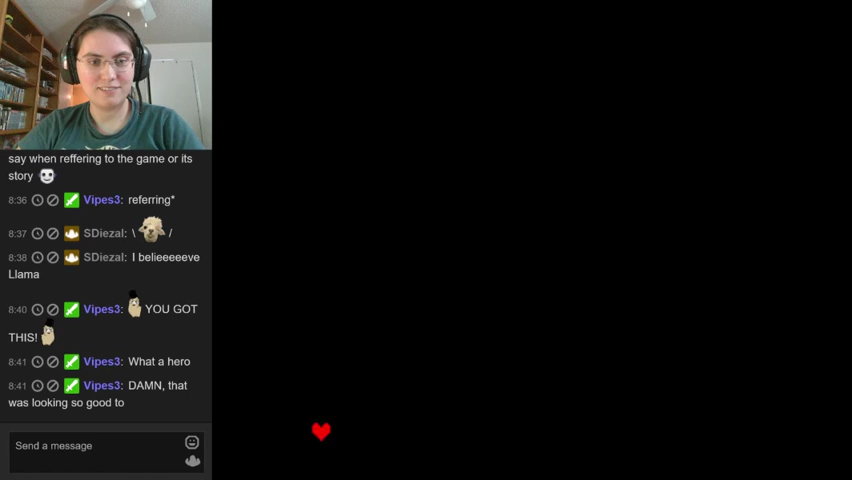 say when reffering to the game or its
story
8:36 Vipes3: referring*
8:37 SDiezal: \ /
8:38 SDiezal: I belieeeeeve
Llama
8:40 Vipes3: YOU GOT
THIS!
8:41 Vipes3: What a hero
8:41 Vipes3: DAMN, that
was looking so good to
Send a message